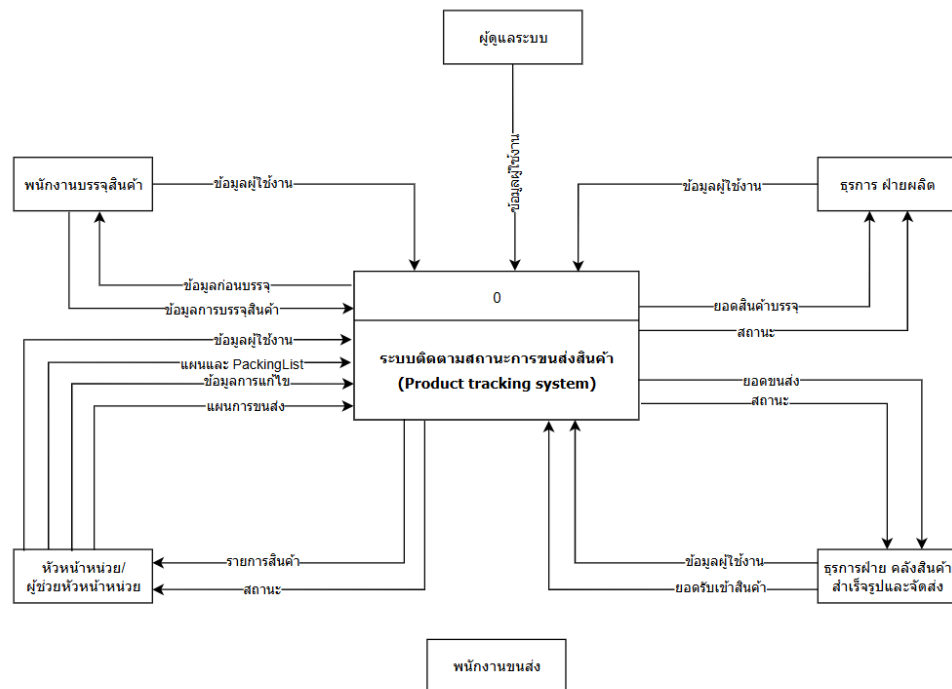 ผู้ดูแลระบบ
ข้อมูลผู้ใช้งาน
พนักงานบรรจุสินค้า
ข้อมูลผู้ใช้งาน
ข้อมูลผู้ใช้งาน
ธุรการ ฝ่ายผลิต
ข้อมูลก่อนบรรจุ
ข้อมูลการบรรจุสินค้า
0
ยอดสินค้าบรรจุ
สถานะ
ข้อมูลผู้ใช้งาน
แผนและ PackingList
ข้อมูลการแก้ไข
แผนการขนส่ง
ระบบติดตามสถานะการขนส่งสินค้า
(Product tracking system)
ยอดขนส่ง
สถานะ
หัวหน้าหน่วย/
ผู้ช่วยหัวหน้าหน่วย
รายการสินค้า
สถานะ
ข้อมูลผู้ใช้งาน
ยอดรับเข้าสินค้า
ธุรการฝ่าย คลังสินค้า
สำเร็จรูปและจัดส่ง
พนักงานขนส่ง